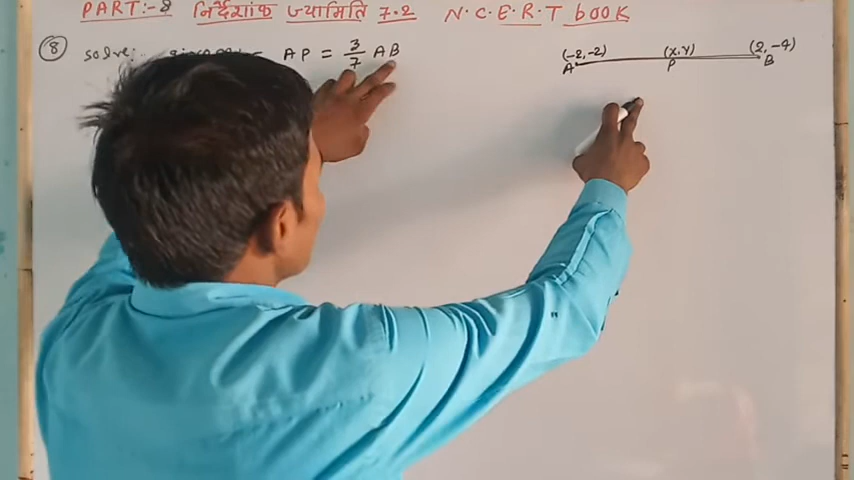 PART:-8 निर्देशांक ज्यामिति 7.2 N.C.E.R.T BOOK
(8) solve: AP = 3/7 AB
(-2,-2) (x,y) (2,-4)
A P B